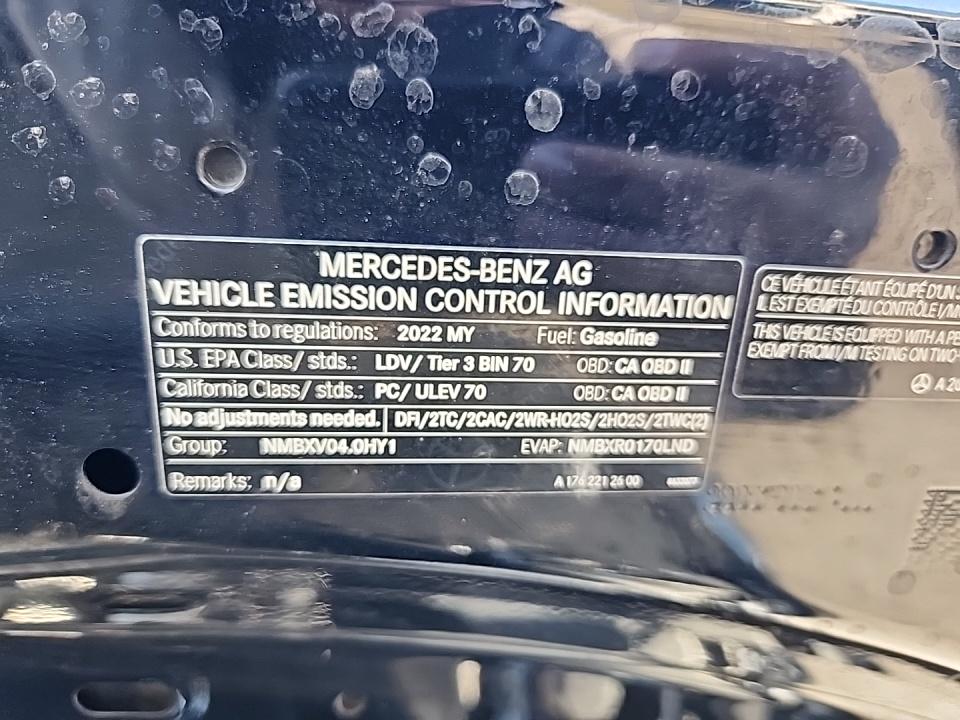 MERCEDES-BENZ AG
VEHICLE EMISSION CONTROL INFORMATION
Conforms to regulations: 2022 MY Fuel: Gasoline
U.S. EPA Class/ stds.: LDV/ Tier 3 BIN 70 OBD: CA OBD II
California Class/ stds.: PC/ ULEV 70 OBD: CA OBD II
No adjustments needed. DFI/2TC/2CAC/2WR-HO2S/2HO2S/2TWC(2)
Group: NMBXV04.0HY1 EVAP: NMBXR0170LND
Remarks: n/a A 176 221 26 00
CE VÉHICULE ÉTANT ÉQUIPÉ D'UN
IL EST EXEMPTÉ DU CONTRÔLE I/M
THIS VEHICLE IS EQUIPPED WITH A
EXEMPT FROM I/M TESTING ON TWO-
A 20